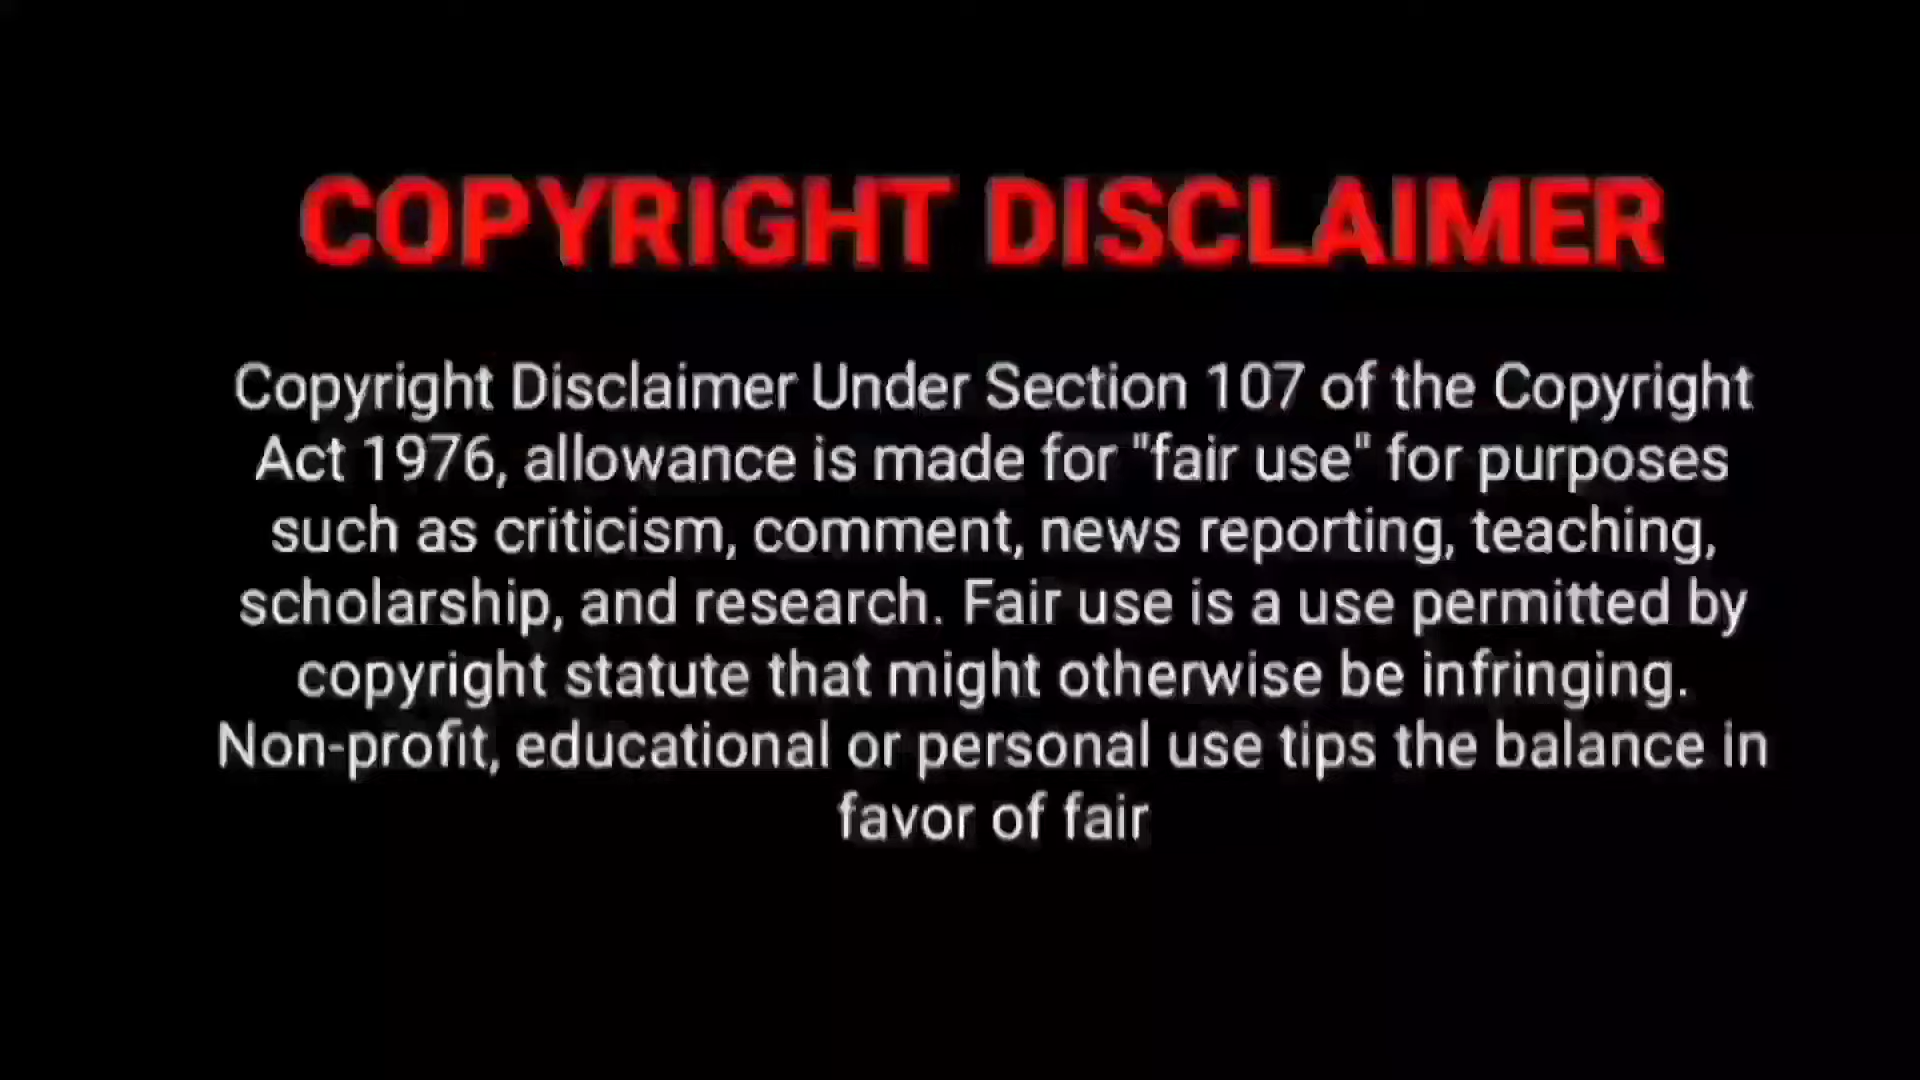 COPYRIGHT DISCLAIMER
Copyright Disclaimer Under Section 107 of the Copyright
Act 1976, allowance is made for "fair use" for purposes
such as criticism, comment, news reporting, teaching,
scholarship, and research. Fair use is a use permitted by
copyright statute that might otherwise be infringing.
Non-profit, educational or personal use tips the balance in
favor of fair